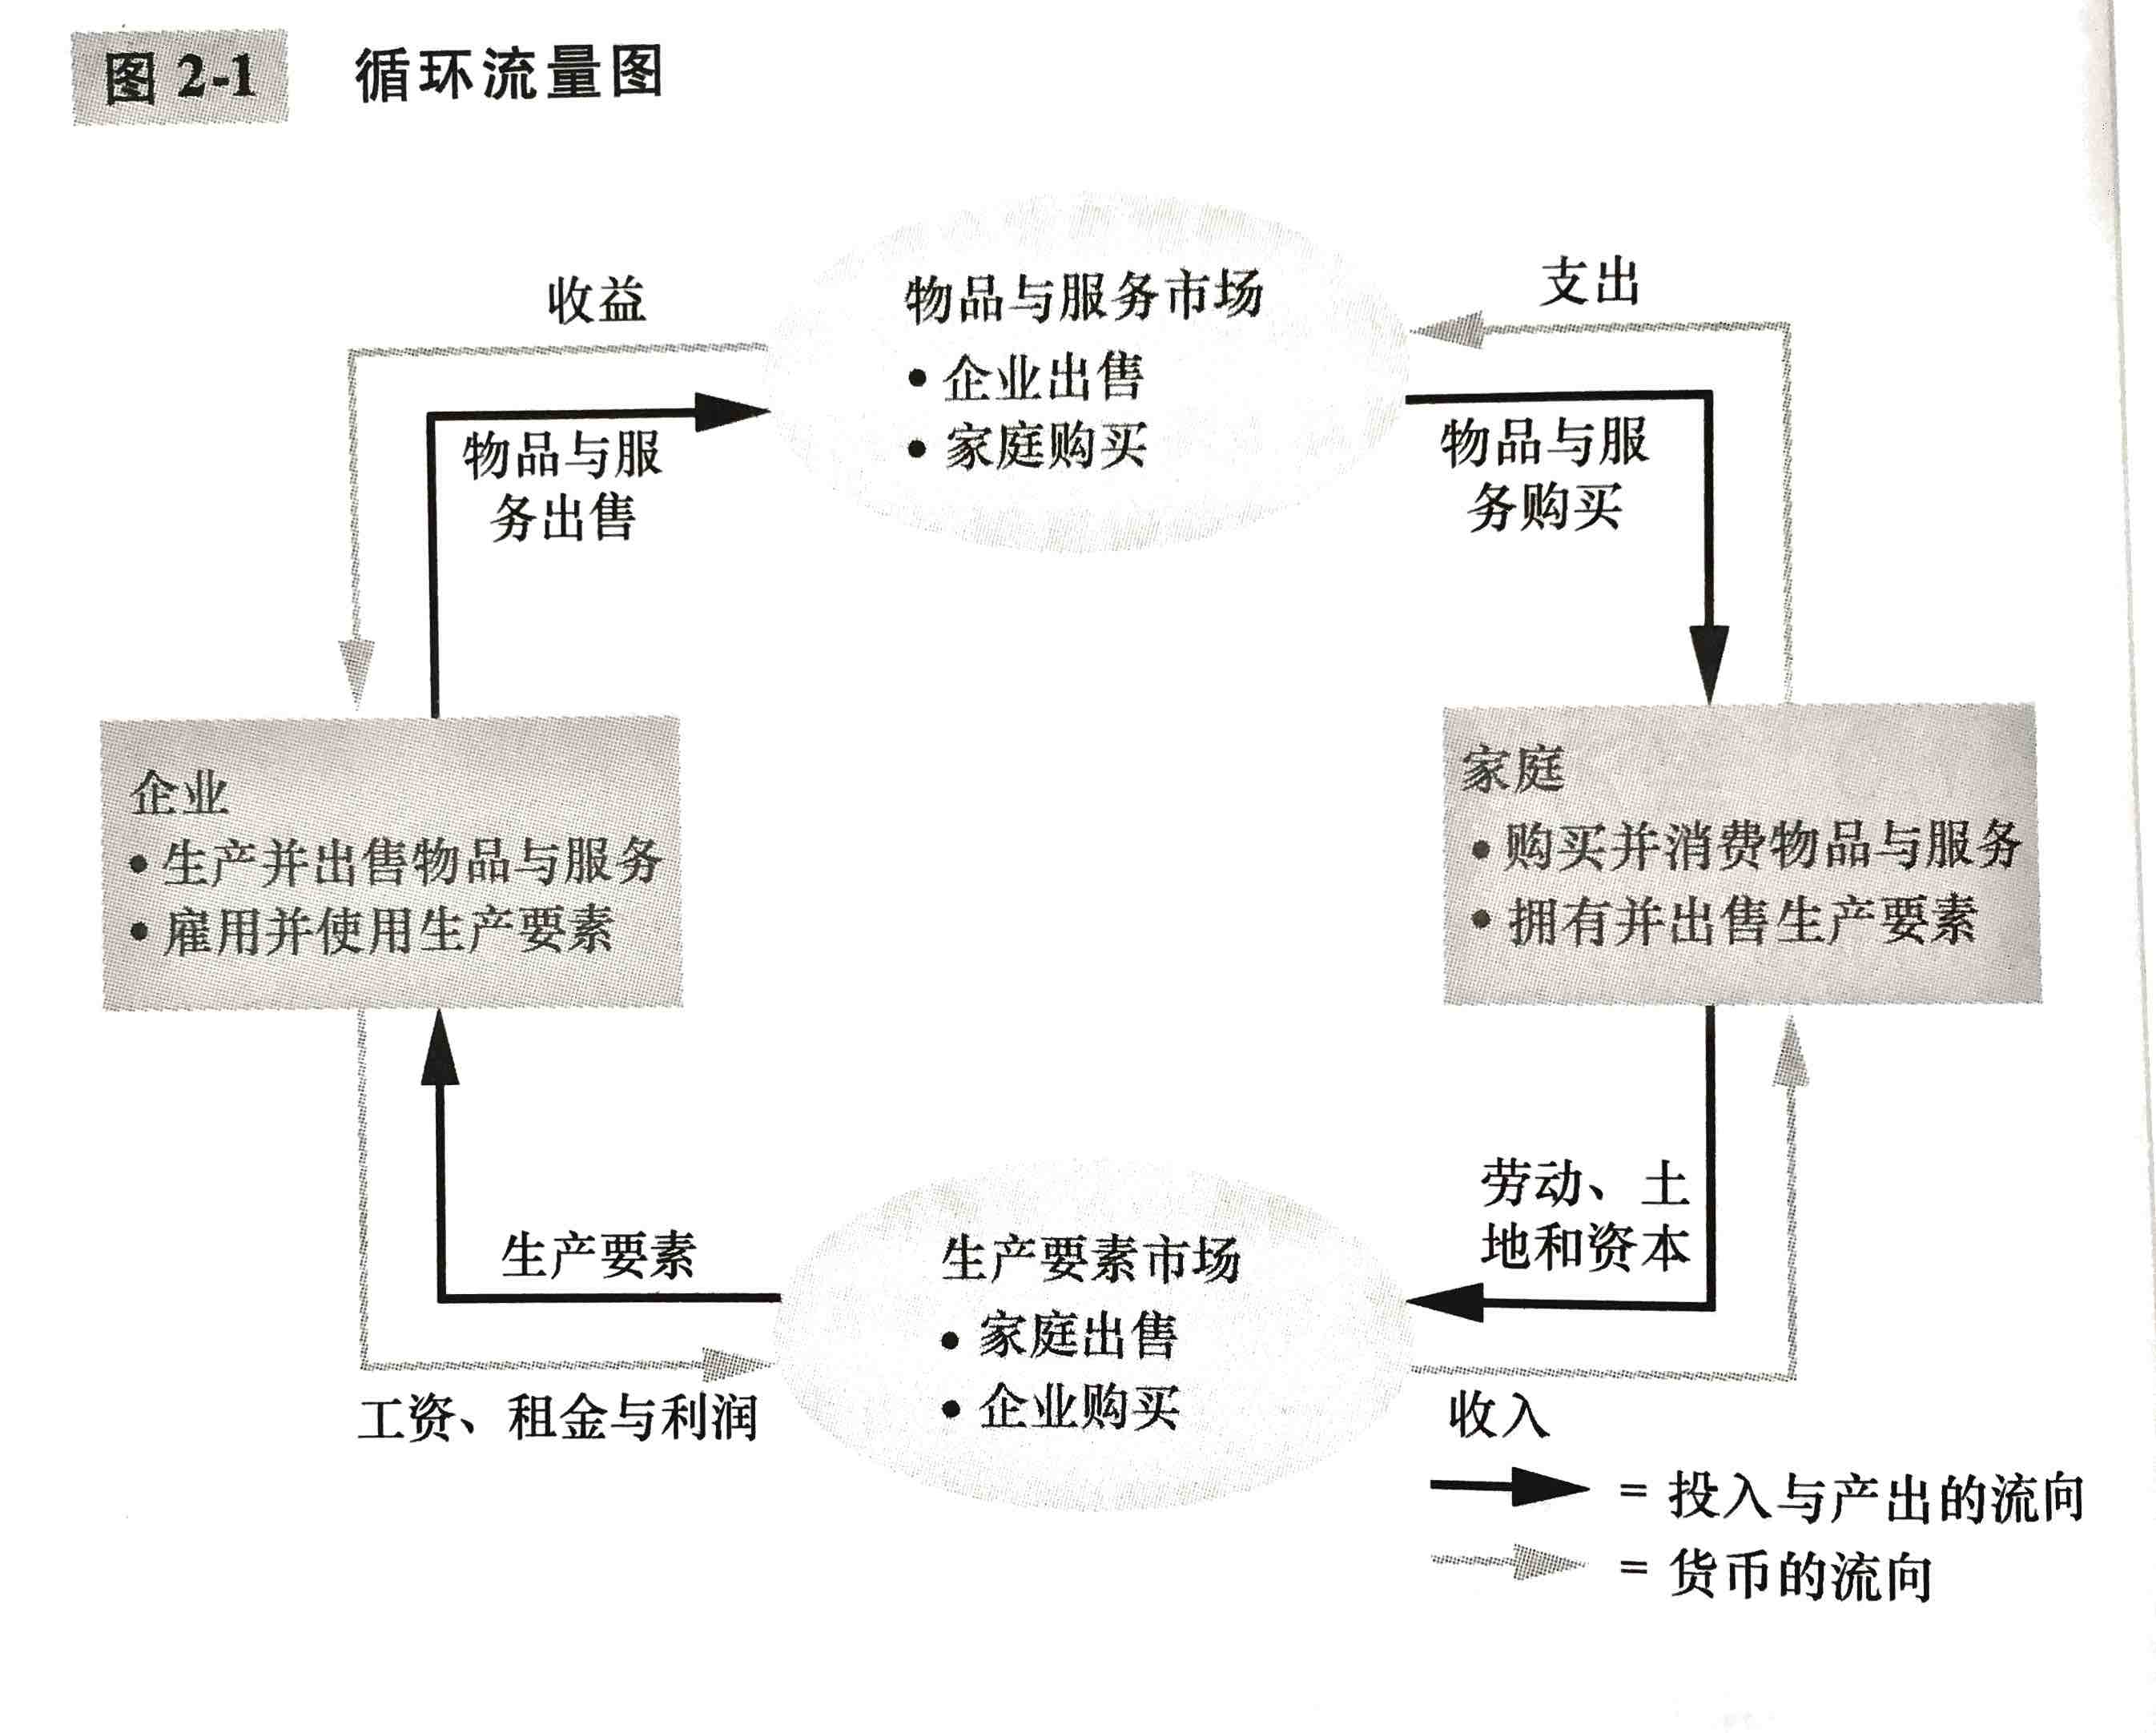 图 2-1 循环流量图
收益
物品与服务市场
• 企业出售
• 家庭购买
支出
物品与服
务出售
物品与服
务购买
企业
• 生产并出售物品与服务
• 雇用并使用生产要素
家庭
• 购买并消费物品与服务
• 拥有并出售生产要素
生产要素
生产要素市场
• 家庭出售
• 企业购买
劳动、土
地和资本
工资、租金与利润
收入
= 投入与产出的流向
= 货币的流向